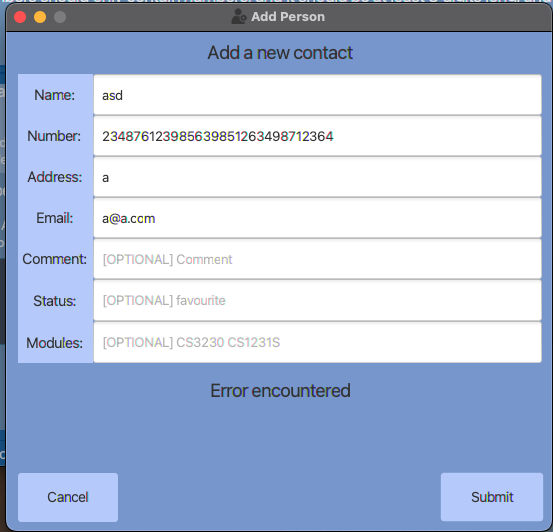 Add Person
Add a new contact
Name: asd
Number: 234876123985639851263498712364
Address: a
Email: a@a.com
Comment: [OPTIONAL] Comment
Status: [OPTIONAL] favourite
Modules: [OPTIONAL] CS3230 CS1231S
Error encountered
Cancel Submit